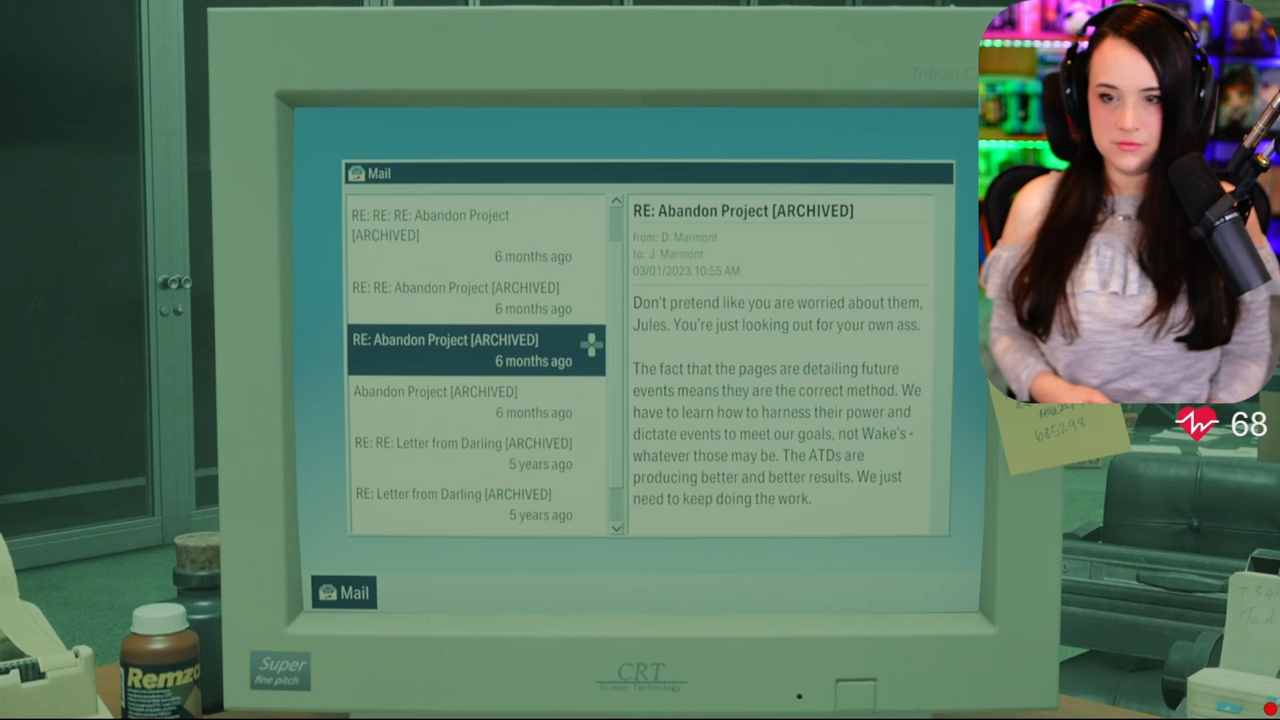 Mail
RE: RE: RE: Abandon Project
[ARCHIVED]
6 months ago
RE: RE: Abandon Project [ARCHIVED]
6 months ago
RE: Abandon Project [ARCHIVED]
6 months ago
Abandon Project [ARCHIVED]
6 months ago
RE: RE: Letter from Darling [ARCHIVED]
5 years ago
RE: Letter from Darling [ARCHIVED]
5 years ago
RE: Abandon Project [ARCHIVED]
from: D. Marmont
to: J. Marmont
03/01/2023 10:55 AM
Don't pretend like you are worried about them,
Jules. You're just looking out for your own ass.
The fact that the pages are detailing future
events means they are the correct method. We
have to learn how to harness their power and
dictate events to meet our goals, not Wake's -
whatever those may be. The ATDs are
producing better and better results. We just
need to keep doing the work.
Mail
68
685298
Super
fine pitch
CRT
Screen Technology